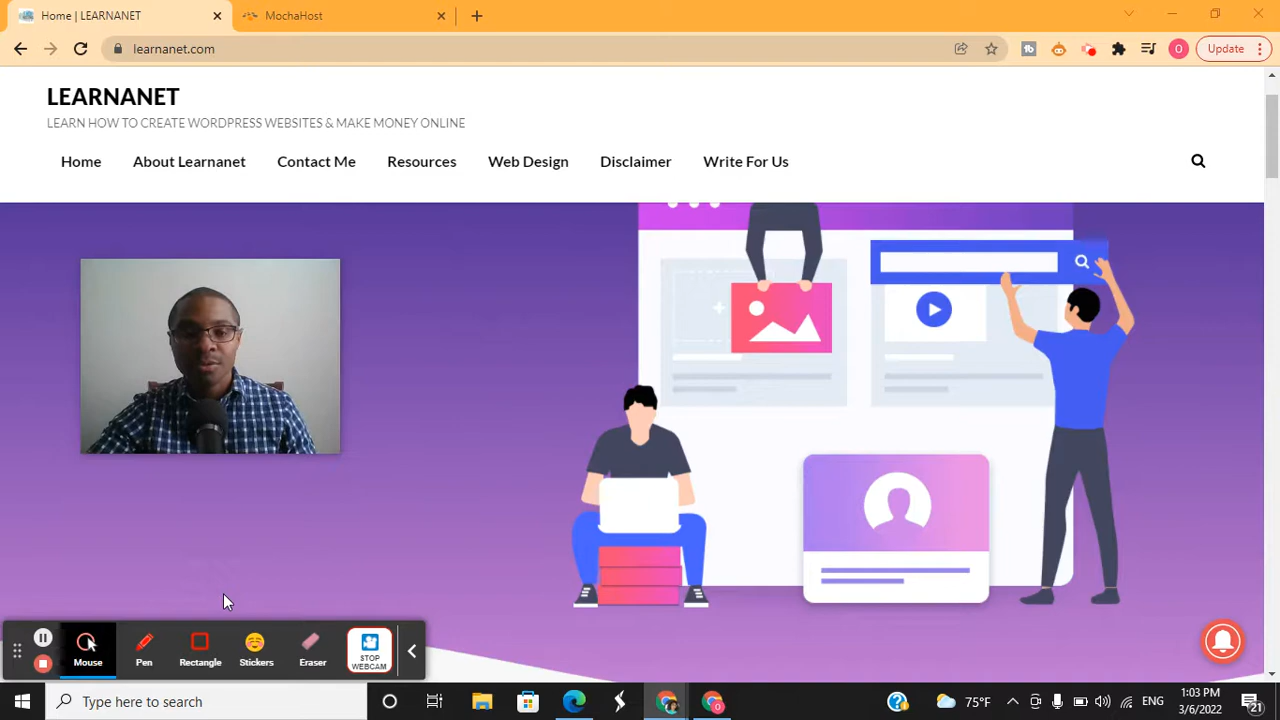 Home | LEARNANET
MochaHost
learnanet.com
O
Update
LEARNANET
LEARN HOW TO CREATE WORDPRESS WEBSITES & MAKE MONEY ONLINE
Home
About Learnanet
Contact Me
Resources
Web Design
Disclaimer
Write For Us
Mouse
Pen
Rectangle
Stickers
Eraser
STOP
WEBCAM
Type here to search
75°F
ENG
1:03 PM
3/6/2022
21